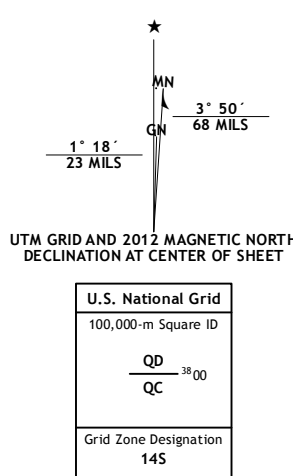 ★
MN
3° 50´
68 MILS
GN
1° 18´
23 MILS
UTM GRID AND 2012 MAGNETIC NORTH
DECLINATION AT CENTER OF SHEET
U.S. National Grid
100,000-m Square ID
QD
3800
QC
Grid Zone Designation
14S